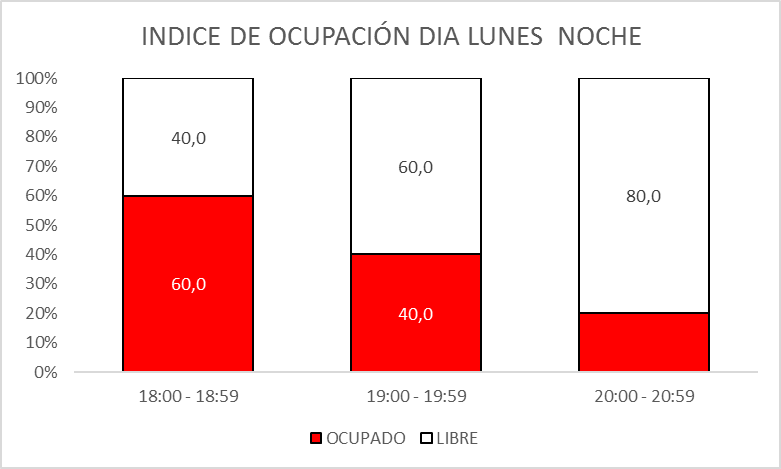 INDICE DE OCUPACIÓN DIA LUNES  NOCHE
100%
90%
80%
70%
60%
50%
40%
30%
20%
10%
0%
40,0
60,0
80,0
60,0
40,0
18:00 - 18:59
19:00 - 19:59
20:00 - 20:59
OCUPADO
LIBRE